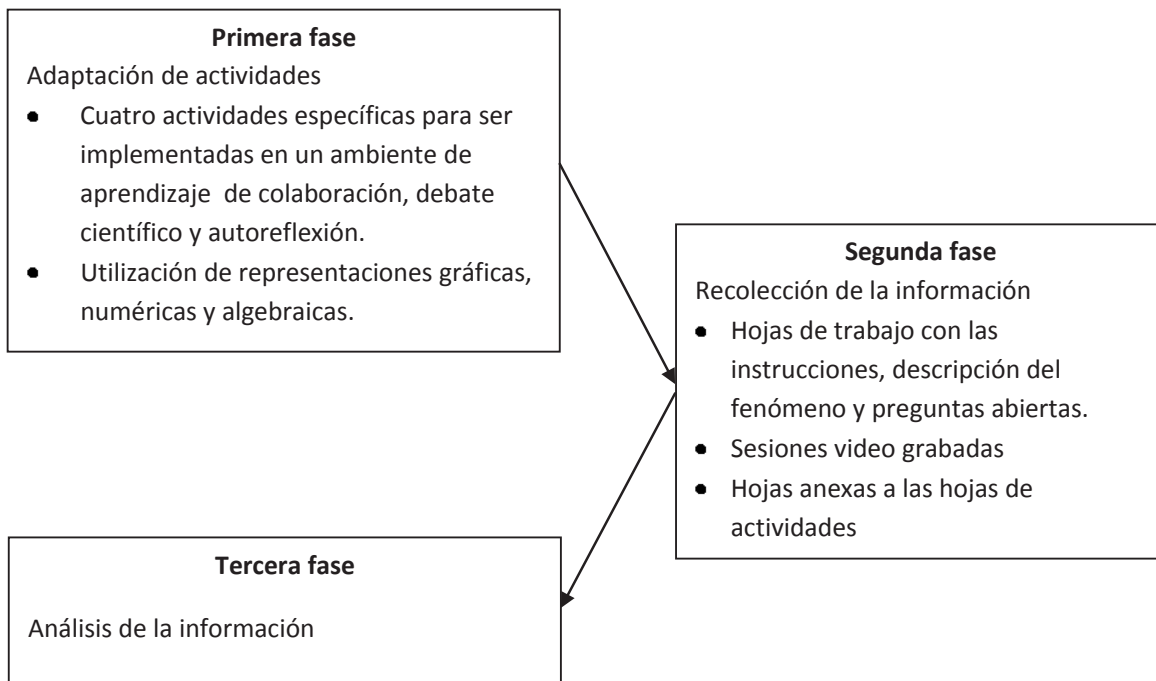 Primera fase
Adaptación de actividades
● Cuatro actividades específicas para ser
implementadas en un ambiente de
aprendizaje de colaboración, debate
científico y autoreflexión.
● Utilización de representaciones gráficas,
numéricas y algebraicas.
Segunda fase
Recolección de la información
● Hojas de trabajo con las
instrucciones, descripción del
fenómeno y preguntas abiertas.
● Sesiones video grabadas
● Hojas anexas a las hojas de
actividades
Tercera fase
Análisis de la información